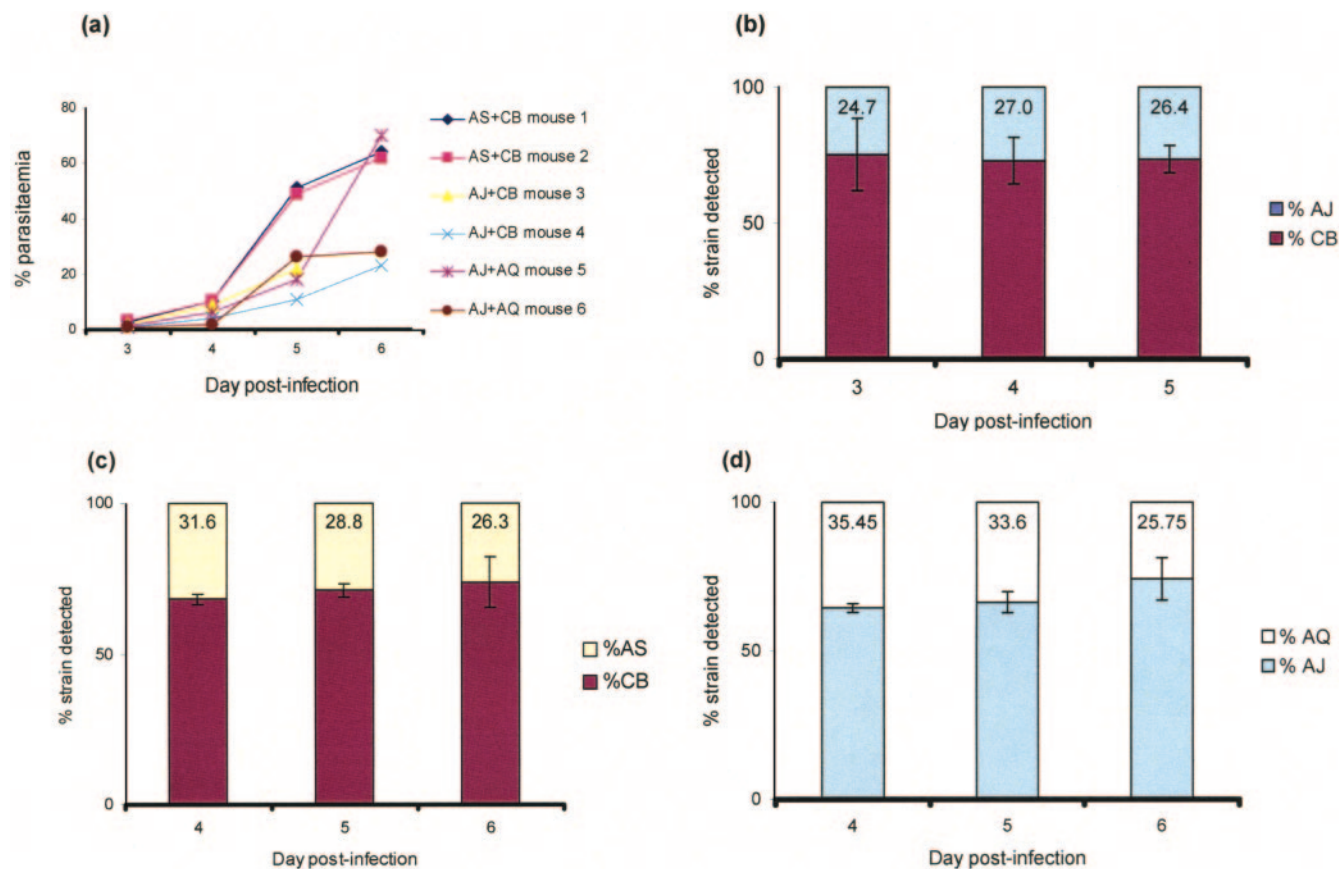 (a)
80
60
40
20
0
% parasitaemia
3 4 5 6
Day post-infection
AS+CB mouse 1
AS+CB mouse 2
AJ+CB mouse 3
AJ+CB mouse 4
AJ+AQ mouse 5
AJ+AQ mouse 6
(b)
100
50
0
% strain detected
24.7 27.0 26.4
3 4 5
Day post-infection
% AJ
% CB
(c)
100
50
0
% strain detected
31.6 28.8 26.3
4 5 6
Day post-infection
%AS
%CB
(d)
100
50
0
% strain detected
35.45 33.6 25.75
4 5 6
Day post-infection
% AQ
% AJ